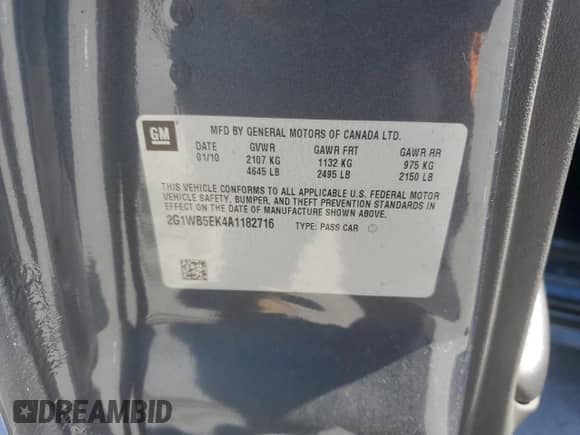 GM
MFD BY GENERAL MOTORS OF CANADA LTD.
DATE GVWR GAWR FRT GAWR RR
01/10 2107 KG 1132 KG 975 KG
4645 LB 2495 LB 2150 LB
THIS VEHICLE CONFORMS TO ALL APPLICABLE U.S. FEDERAL MOTOR
VEHICLE SAFETY, BUMPER, AND THEFT PREVENTION STANDARDS IN
EFFECT ON THE DATE OF MANUFACTURE SHOWN ABOVE.
2G1WB5EK4A1182716 TYPE: PASS CAR
DREAMBID